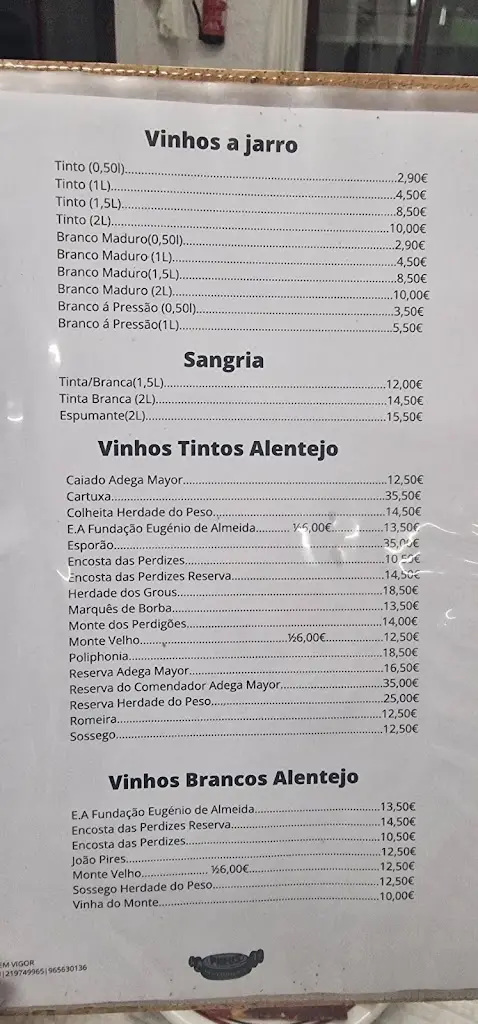 Vinhos a jarro
Tinto (0,50l)...2,90€
Tinto (1L)...4,50€
Tinto (1,5L)...8,50€
Tinto (2L)...10,00€
Branco Maduro(0,50l)...2,90€
Branco Maduro (1L)...4,50€
Branco Maduro(1,5L)...8,50€
Branco Maduro (2L)...10,00€
Branco á Pressão (0,50l)...3,50€
Branco á Pressão(1L)...5,50€
Sangria
Tinta/Branca(1,5L)...12,00€
Tinta Branca (2L)...14,50€
Espumante(2L)...15,50€
Vinhos Tintos Alentejo
Caiado Adega Mayor...12,50€
Cartuxa...35,50€
Colheita Herdade do Peso...14,50€
E.A Fundação Eugénio de Almeida... ½6,00€...13,50€
Esporão...35,00€
Encosta das Perdizes...10,50€
Encosta das Perdizes Reserva...14,50€
Herdade dos Grous...18,50€
Marquês de Borba...13,50€
Monte dos Perdigões...14,00€
Monte Velho...½6,00€...12,50€
Poliphonia...18,50€
Reserva Adega Mayor...16,50€
Reserva do Comendador Adega Mayor...35,00€
Reserva Herdade do Peso...25,00€
Romeira...12,50€
Sossego...12,50€
Vinhos Brancos Alentejo
E.A Fundação Eugénio de Almeida...13,50€
Encosta das Perdizes Reserva...14,50€
Encosta das Perdizes...10,50€
João Pires...12,50€
Monte Velho... ½6,00€...12,50€
Sossego Herdade do Peso...12,50€
Vinha do Monte...10,00€
EM VIGOR
|219749965|965630136